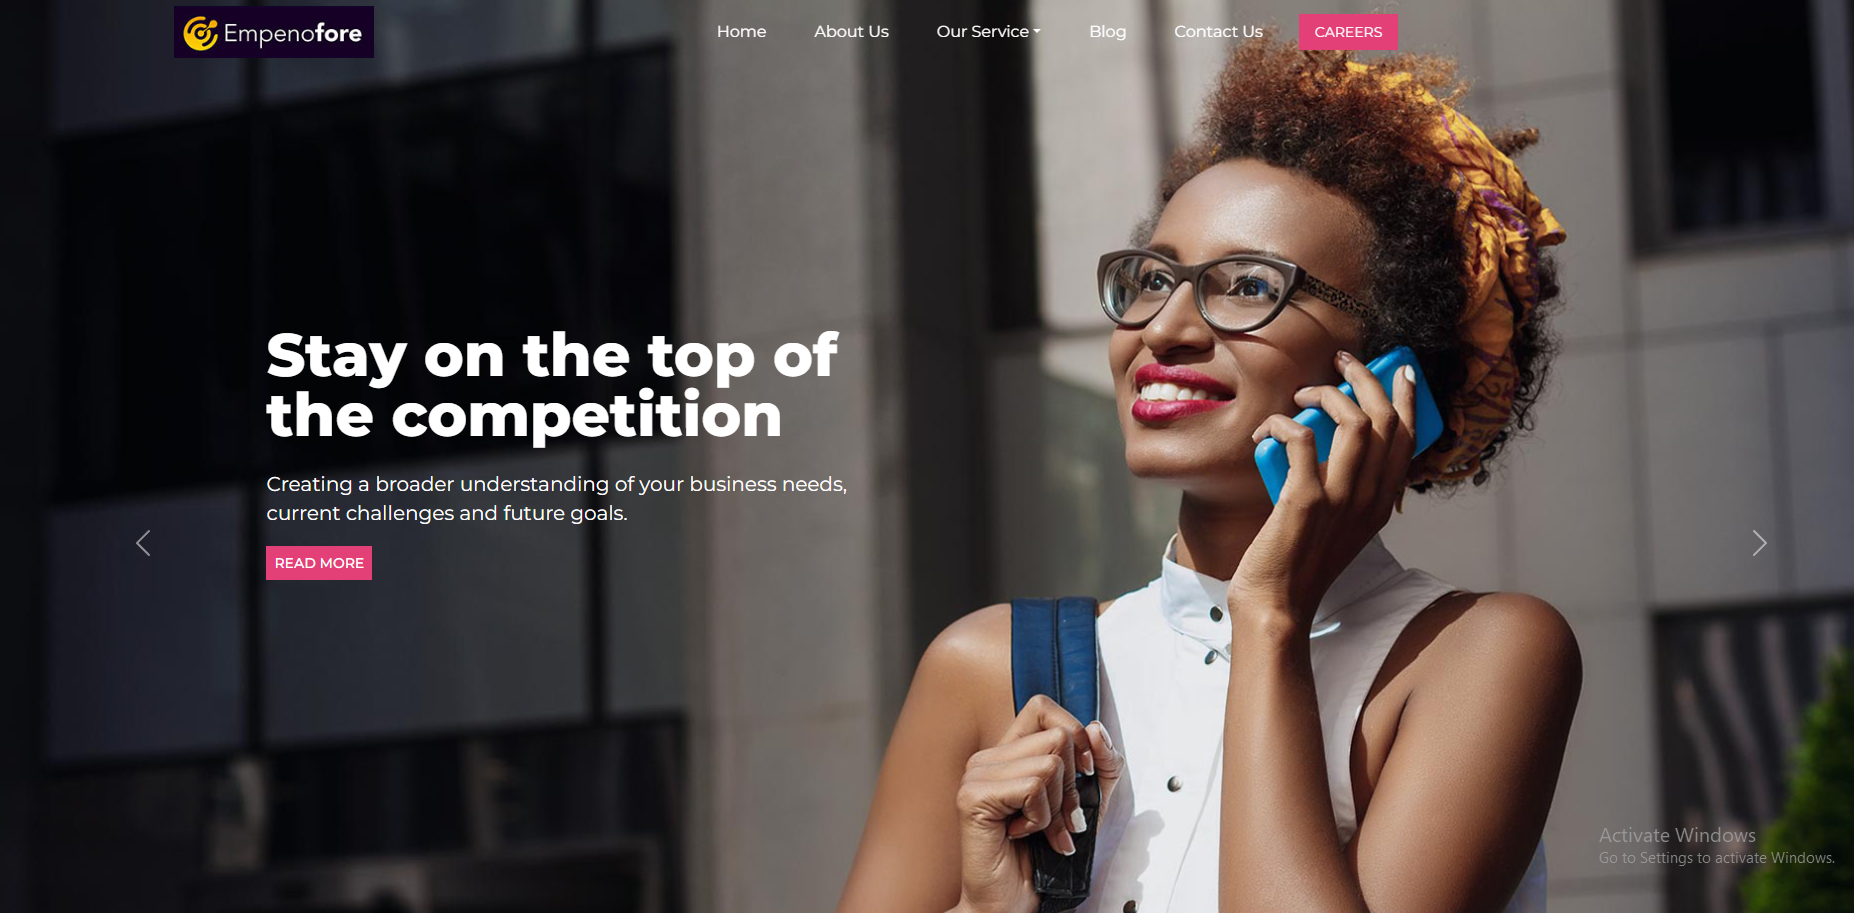 Empenofore
Home
About Us
Our Service
Blog
Contact Us
CAREERS
Stay on the top of
the competition
Creating a broader understanding of your business needs,
current challenges and future goals.
READ MORE
Activate Windows
Go to Settings to activate Windows.